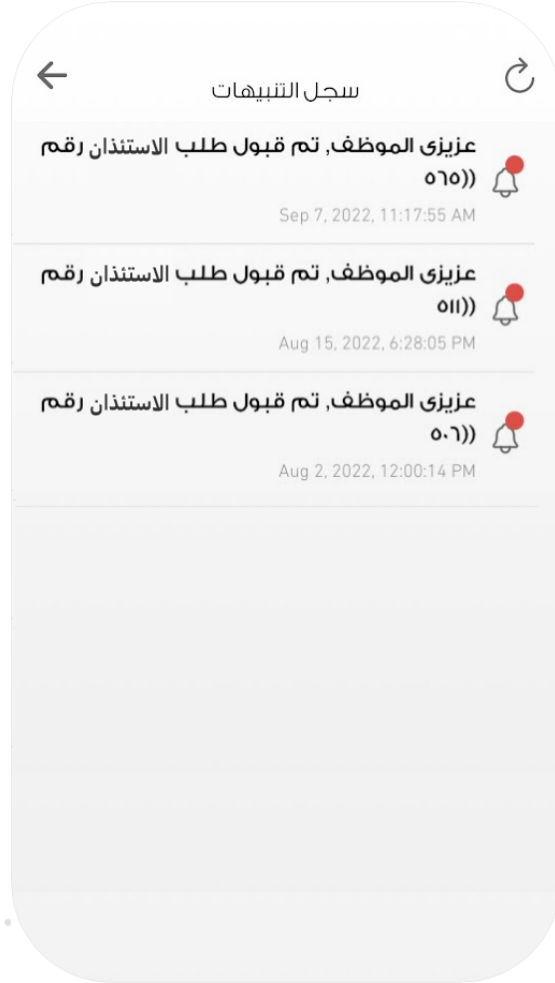 سجل التنبيهات
عزيزى الموظف, تم قبول طلب الاستئذان رقم
((٥٦٥
Sep 7, 2022, 11:17:55 AM
عزيزى الموظف, تم قبول طلب الاستئذان رقم
((٥١١
Aug 15, 2022, 6:28:05 PM
عزيزى الموظف, تم قبول طلب الاستئذان رقم
((٥٠٦
Aug 2, 2022, 12:00:14 PM